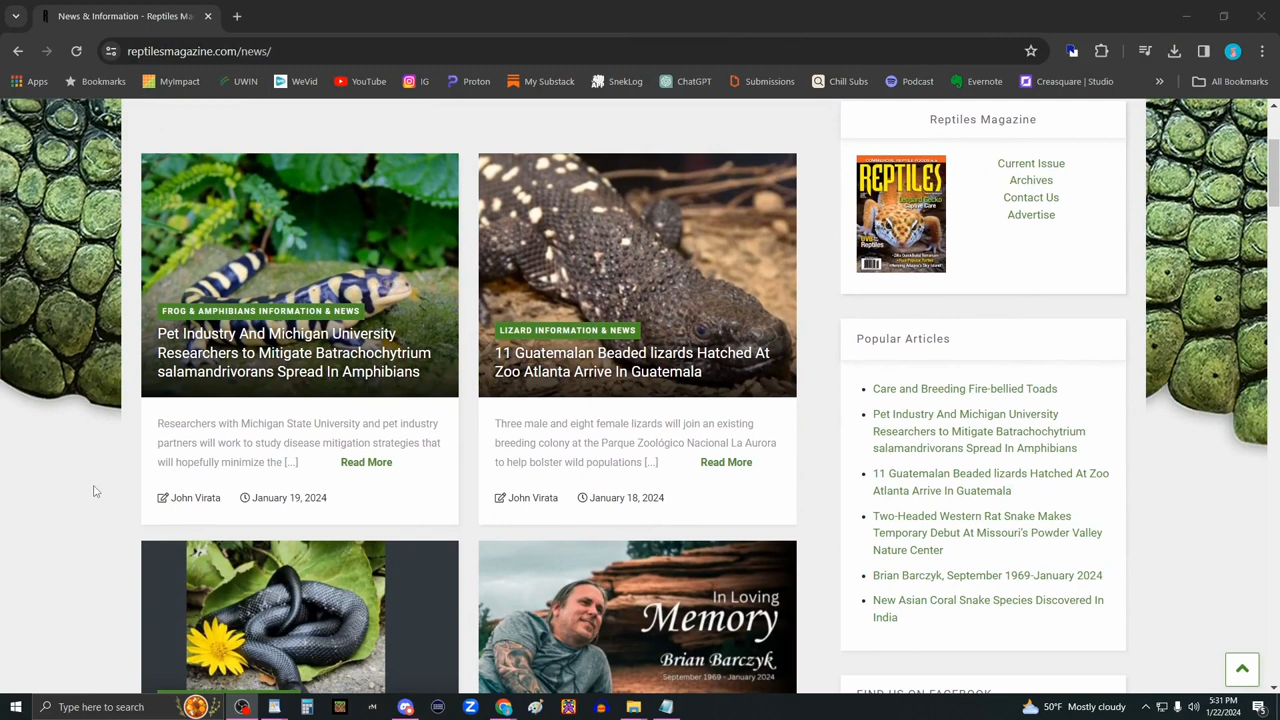 News & Information - Reptiles M
reptilesmagazine.com/news/
Apps
Bookmarks
MyImpact
UWIN
WeVid
YouTube
IG
Proton
My Substack
SnekLog
ChatGPT
Submissions
Chill Subs
Podcast
Evernote
Creasquare | Studio
All Bookmarks
FROG & AMPHIBIANS INFORMATION & NEWS
Pet Industry And Michigan University
Researchers to Mitigate Batrachochytrium
salamandrivorans Spread In Amphibians
Researchers with Michigan State University and pet industry
partners will work to study disease mitigation strategies that
will hopefully minimize the [...] Read More
John Virata January 19, 2024
LIZARD INFORMATION & NEWS
11 Guatemalan Beaded lizards Hatched At
Zoo Atlanta Arrive In Guatemala
Three male and eight female lizards will join an existing
breeding colony at the Parque Zoológico Nacional La Aurora
to help bolster wild populations [...] Read More
John Virata January 18, 2024
In Loving
Memory
Brian Barczyk
September 1969 - January 2024
Reptiles Magazine
REPTILES
Current Issue
Archives
Contact Us
Advertise
Popular Articles
Care and Breeding Fire-bellied Toads
Pet Industry And Michigan University
Researchers to Mitigate Batrachochytrium
salamandrivorans Spread In Amphibians
11 Guatemalan Beaded lizards Hatched At Zoo
Atlanta Arrive In Guatemala
Two-Headed Western Rat Snake Makes
Temporary Debut At Missouri's Powder Valley
Nature Center
Brian Barczyk, September 1969-January 2024
New Asian Coral Snake Species Discovered In
India
FIND US ON FACEBOOK
Type here to search
50°F Mostly cloudy
5:31 PM
1/22/2024